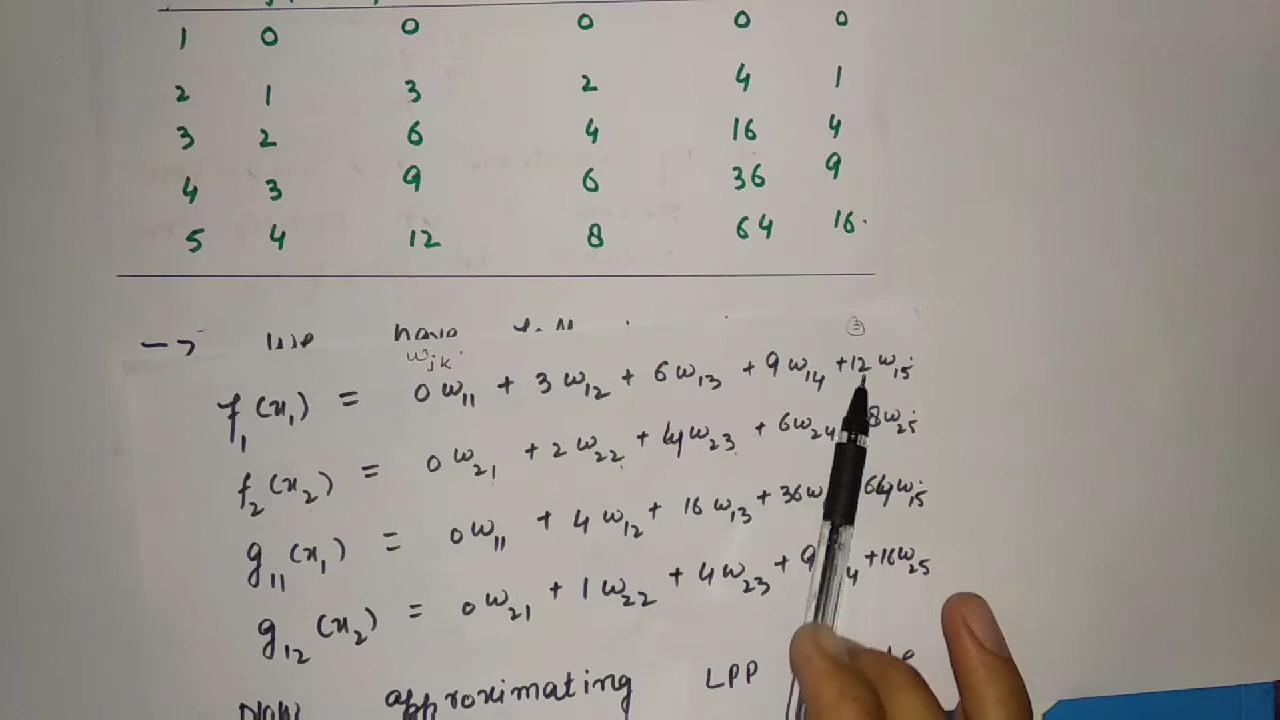 1 0 0 0 0 0
2 1 3 2 4 1
3 2 6 4 16 4
4 3 9 6 36 9
5 4 12 8 64 16.
→ have
③
w_jk
f₁(x₁) = 0w₁₁ + 3w₁₂ + 6w₁₃ + 9w₁₄ + 12w₁₅
f₂(x₂) = 0w₂₁ + 2w₂₂ + 4w₂₃ + 6w₂₄ 8w₂₅
g₁₁(x₁) = 0w₁₁ + 4w₁₂ + 16w₁₃ + 36w 64w₁₅
g₁₂(x₂) = 0w₂₁ + 1w₂₂ + 4w₂₃ + 9 4 + 16w₂₅
approximating LPP